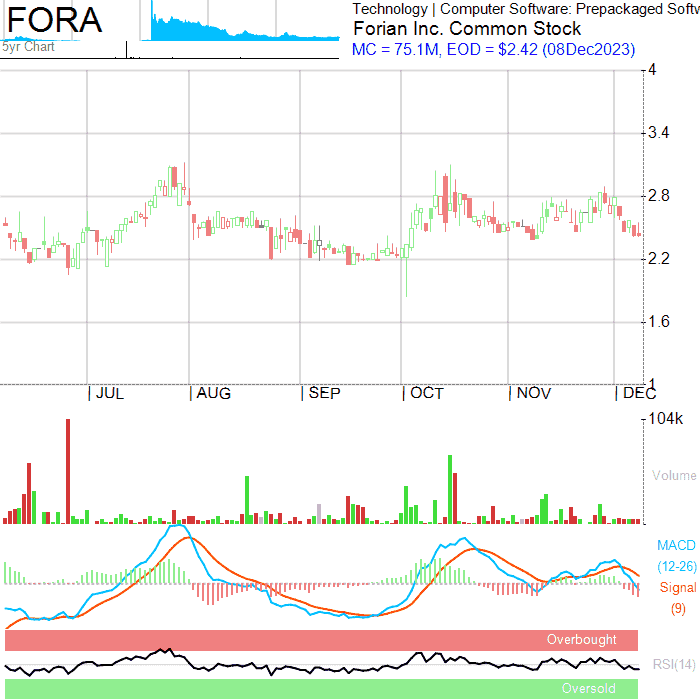 FORA
5yr Chart
Technology | Computer Software: Prepackaged Softw
Forian Inc. Common Stock
MC = 75.1M, EOD = $2.42 (08Dec2023)
4
3.4
2.8
2.2
1.6
1
| JUL | AUG | SEP | OCT | NOV | DEC
104k
Volume
MACD
(12-26)
Signal
(9)
Overbought
RSI(14)
Oversold